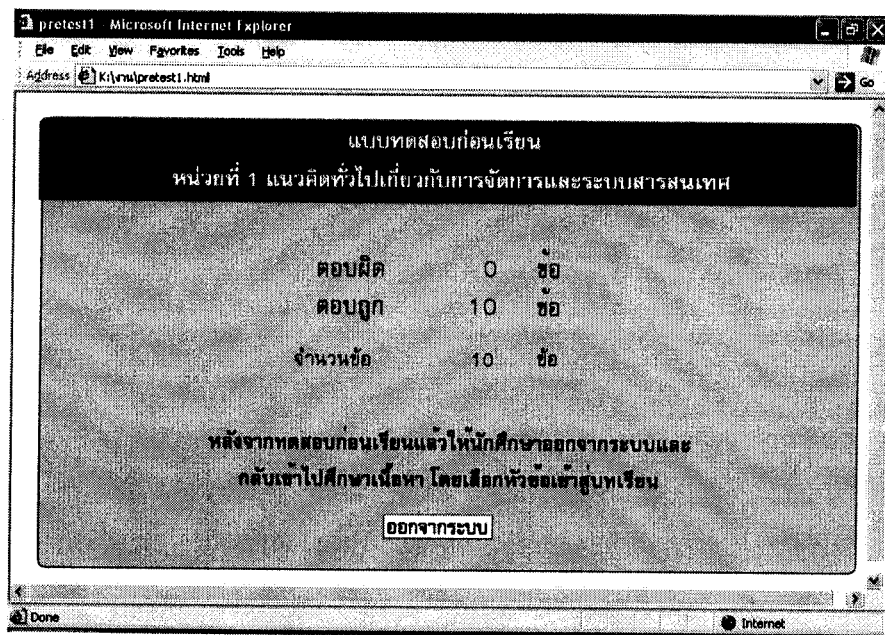 pretest1 - Microsoft Internet Explorer
File Edit View Favorites Tools Help
Address K:\งาน\pretest1.html Go
แบบทดสอบก่อนเรียน
หน่วยที่ 1 แนวคิดทั่วไปเกี่ยวกับการจัดการและระบบสารสนเทศ
ตอบผิด 0 ข้อ
ตอบถูก 10 ข้อ
จำนวนข้อ 10 ข้อ
หลังจากทดสอบก่อนเรียนแล้วให้นักศึกษาออกจากระบบและ
กลับเข้าไปศึกษาเนื้อหา โดยเลือกหัวข้อเข้าสู่บทเรียน
ออกจากระบบ
Done Internet